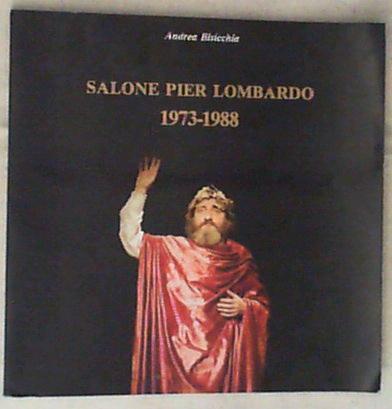 Andrea Bisicchia
SALONE PIER LOMBARDO
1973-1988